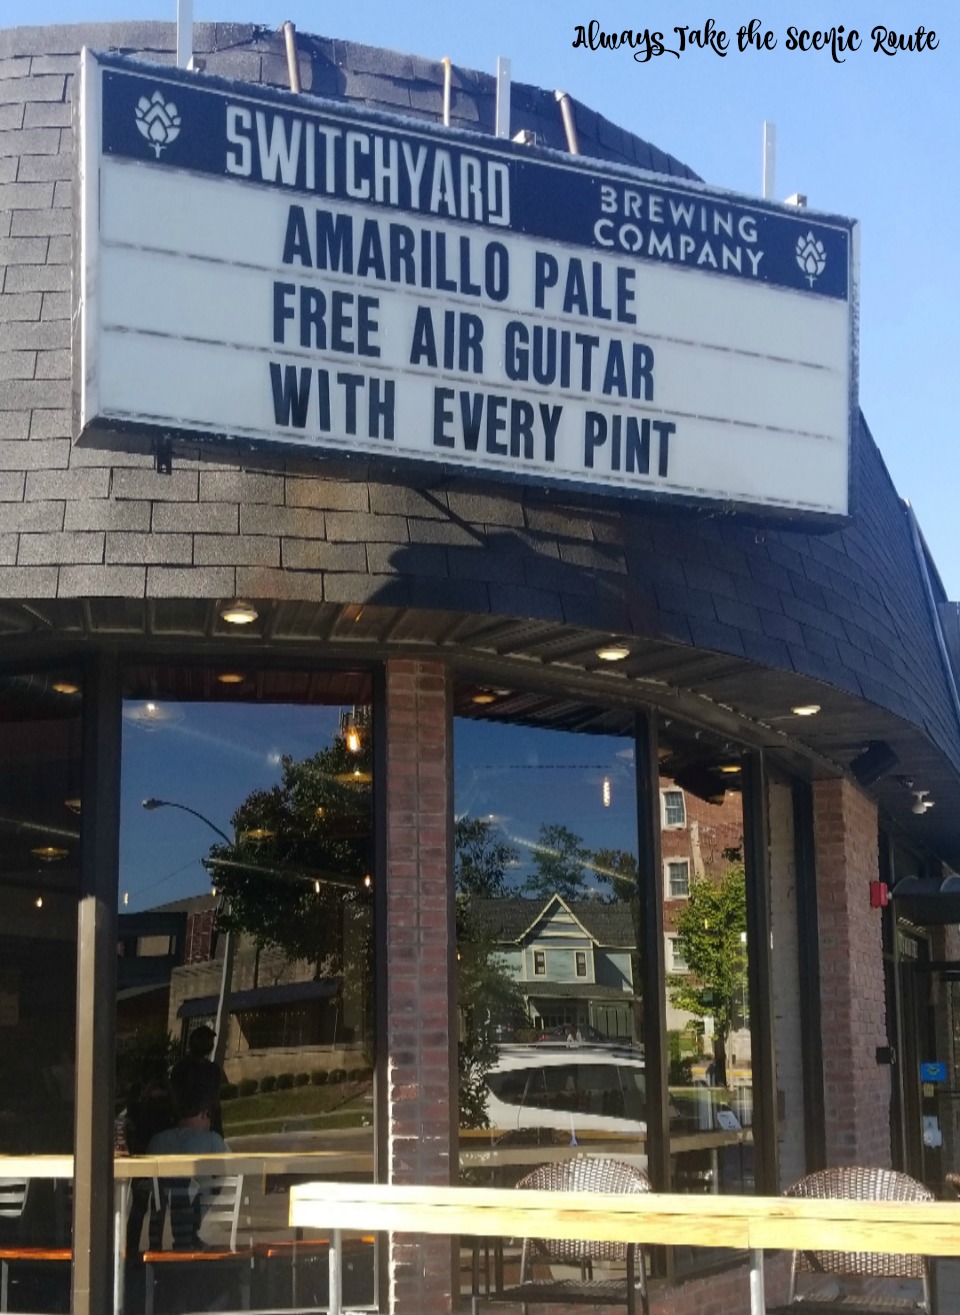 Always Take the Scenic Route
SWITCHYARD
BREWING
COMPANY
AMARILLO PALE
FREE AIR GUITAR
WITH EVERY PINT